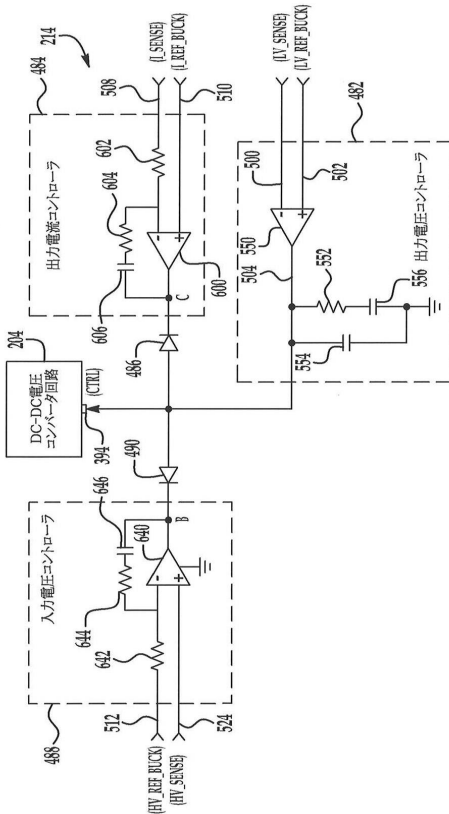 214
484
出力電流コントローラ
604
602
606
600
C
508
(I_SENSE)
(I_REF_BUCK)
510
204
DC-DC電圧
コンバータ回路
(CTRL)
394
486
490
入力電圧コントローラ
646
644
642
640
B
488
512
(HV_REF_BUCK)
(HV_SENSE)
524
(LV_SENSE)
(LV_REF_BUCK)
500
502
482
出力電圧コントローラ
550
504
552
554
556
-
+
-
+
-
+